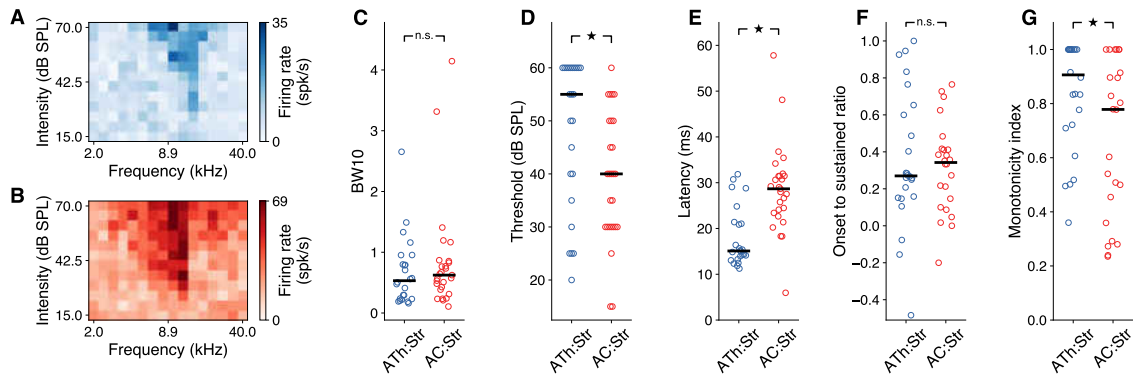 A
Intensity (dB SPL)
70.0
42.5
15.0
2.0 8.9 40.0
Frequency (kHz)
35
0
Firing rate
(spk/s)
B
Intensity (dB SPL)
70.0
42.5
15.0
2.0 8.9 40.0
Frequency (kHz)
69
0
Firing rate
(spk/s)
C
n.s.
BW10
4
3
2
1
0
ATh:Str AC:Str
D
★
Threshold (dB SPL)
60
50
40
30
20
ATh:Str AC:Str
E
★
Latency (ms)
60
50
40
30
20
10
0
ATh:Str AC:Str
F
n.s.
Onset to sustained ratio
1.0
0.8
0.6
0.4
0.2
0.0
−0.2
−0.4
ATh:Str AC:Str
G
★
Monotonicity index
1.0
0.8
0.6
0.4
0.2
0.0
ATh:Str AC:Str